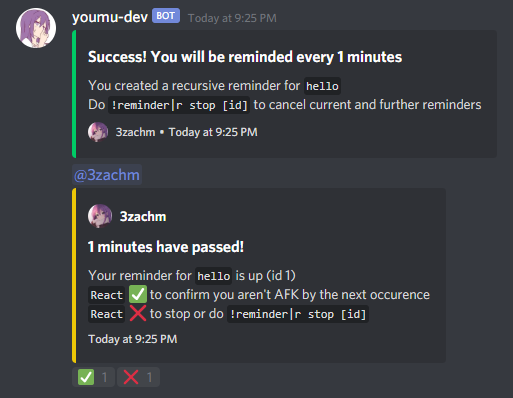 youmu-dev BOT Today at 9:25 PM
Success! You will be reminded every 1 minutes
You created a recursive reminder for hello
Do !reminder|r stop [id] to cancel current and further reminders
3zachm • Today at 9:25 PM
@3zachm
3zachm
1 minutes have passed!
Your reminder for hello is up (id 1)
React ✅ to confirm you aren't AFK by the next occurence
React ❌ to stop or do !reminder|r stop [id]
Today at 9:25 PM
✅ 1 ❌ 1